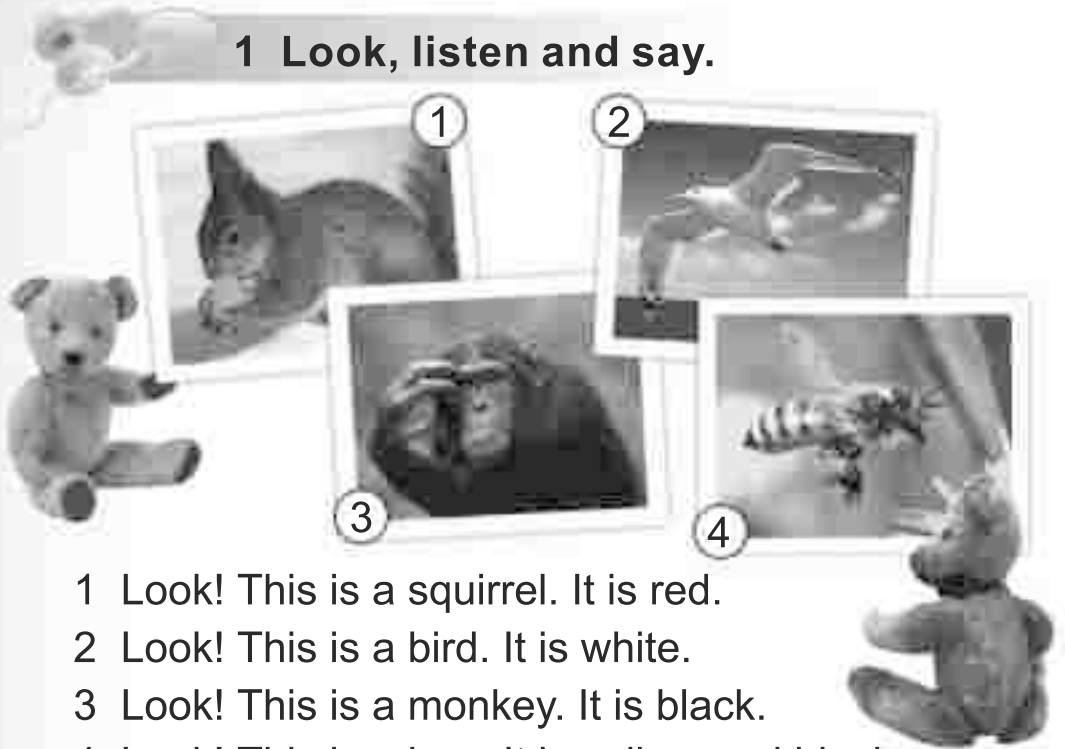 1 Look, listen and say.
1
2
3
4
1 Look! This is a squirrel. It is red.
2 Look! This is a bird. It is white.
3 Look! This is a monkey. It is black.